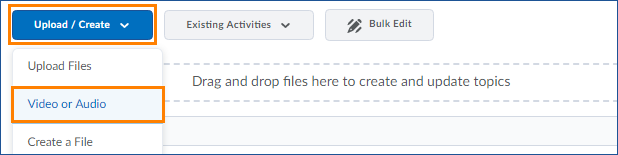 Upload / Create
Existing Activities
Bulk Edit
Upload Files
Drag and drop files here to create and update topics
Video or Audio
Create a File